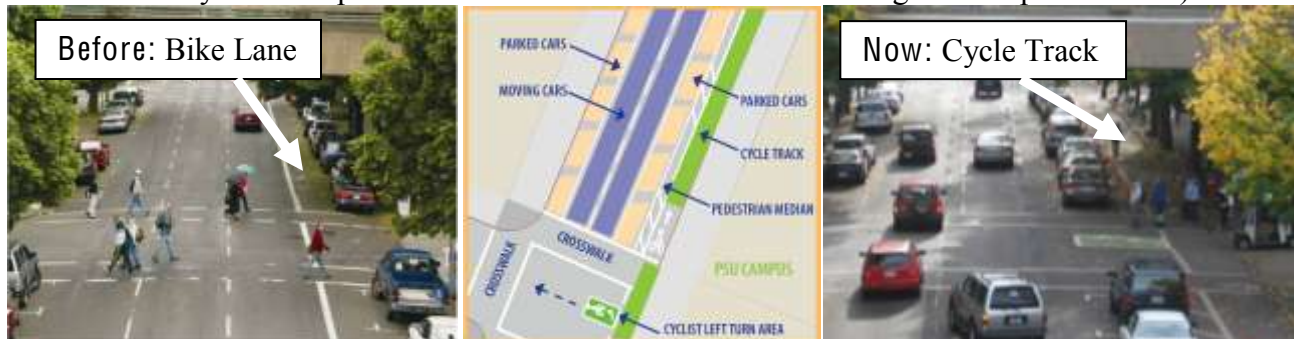 Before: Bike Lane
PARKED CARS
MOVING CARS
PARKED CARS
CYCLE TRACK
PEDESTRIAN MEDIAN
CROSSWALK
CROSSWALK
PSU CAMPUS
CYCLIST LEFT TURN AREA
Now: Cycle Track